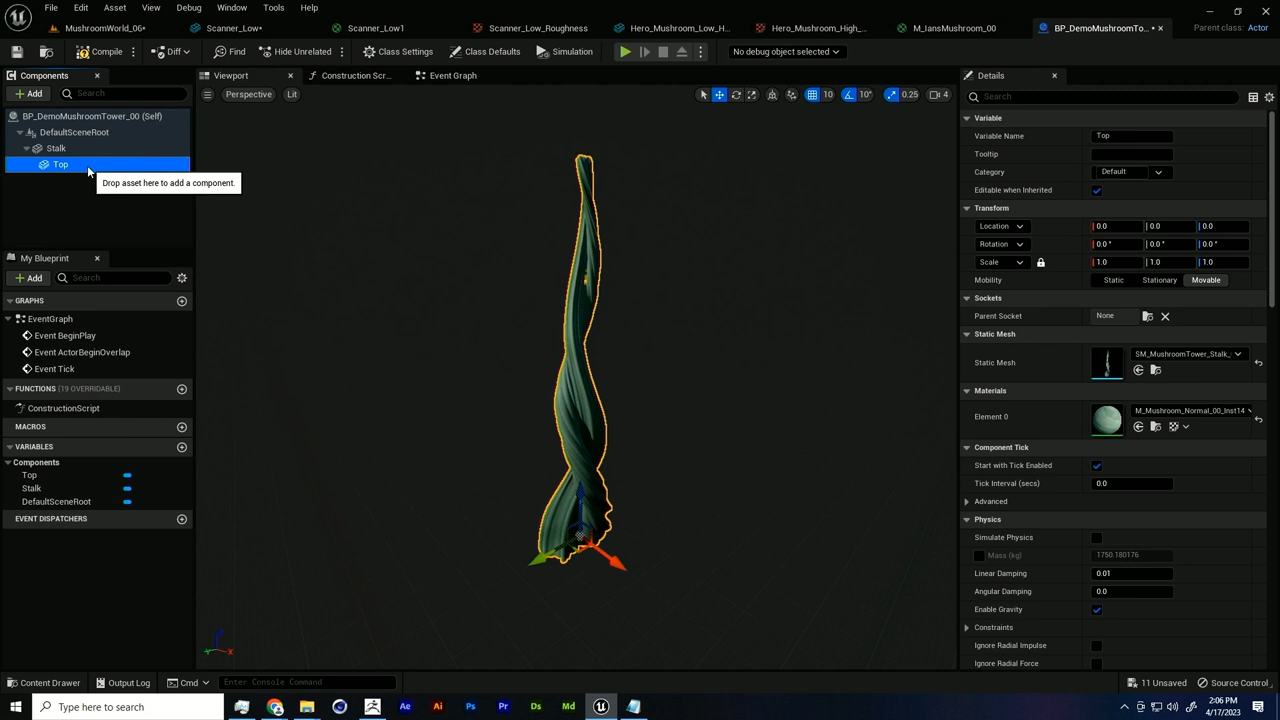 File Edit Asset View Debug Window Tools Help
MushroomWorld_06* Scanner_Low* Scanner_Low1 Scanner_Low_Roughness Hero_Mushroom_Low_H... Hero_Mushroom_High_... M_IansMushroom_00 BP_DemoMushroomTo...* Parent class: Actor
Compile Diff Find Hide Unrelated Class Settings Class Defaults Simulation No debug object selected
Components Viewport Construction Scr... Event Graph Details
Add Search Perspective Lit 10 10° 0.25 4 Search
BP_DemoMushroomTower_00 (Self)
DefaultSceneRoot
Stalk
Top
Drop asset here to add a component.
My Blueprint
Add Search
GRAPHS
EventGraph
Event BeginPlay
Event ActorBeginOverlap
Event Tick
FUNCTIONS (19 OVERRIDABLE)
ConstructionScript
MACROS
VARIABLES
Components
Top
Stalk
DefaultSceneRoot
EVENT DISPATCHERS
Variable
Variable Name Top
Tooltip
Category Default
Editable when Inherited
Transform
Location 0.0 0.0 0.0
Rotation 0.0 ° 0.0 ° 0.0 °
Scale 1.0 1.0 1.0
Mobility Static Stationary Movable
Sockets
Parent Socket None
Static Mesh
Static Mesh SM_MushroomTower_Stalk_
Materials
Element 0 M_Mushroom_Normal_00_Inst14
Component Tick
Start with Tick Enabled
Tick Interval (secs) 0.0
Advanced
Physics
Simulate Physics
Mass (kg) 1750.180176
Linear Damping 0.01
Angular Damping 0.0
Enable Gravity
Constraints
Ignore Radial Impulse
Ignore Radial Force
Content Drawer Output Log Cmd Enter Console Command 11 Unsaved Source Control
Type here to search Ae Ai Ps Pr Ds Md 2:06 PM
4/17/2023